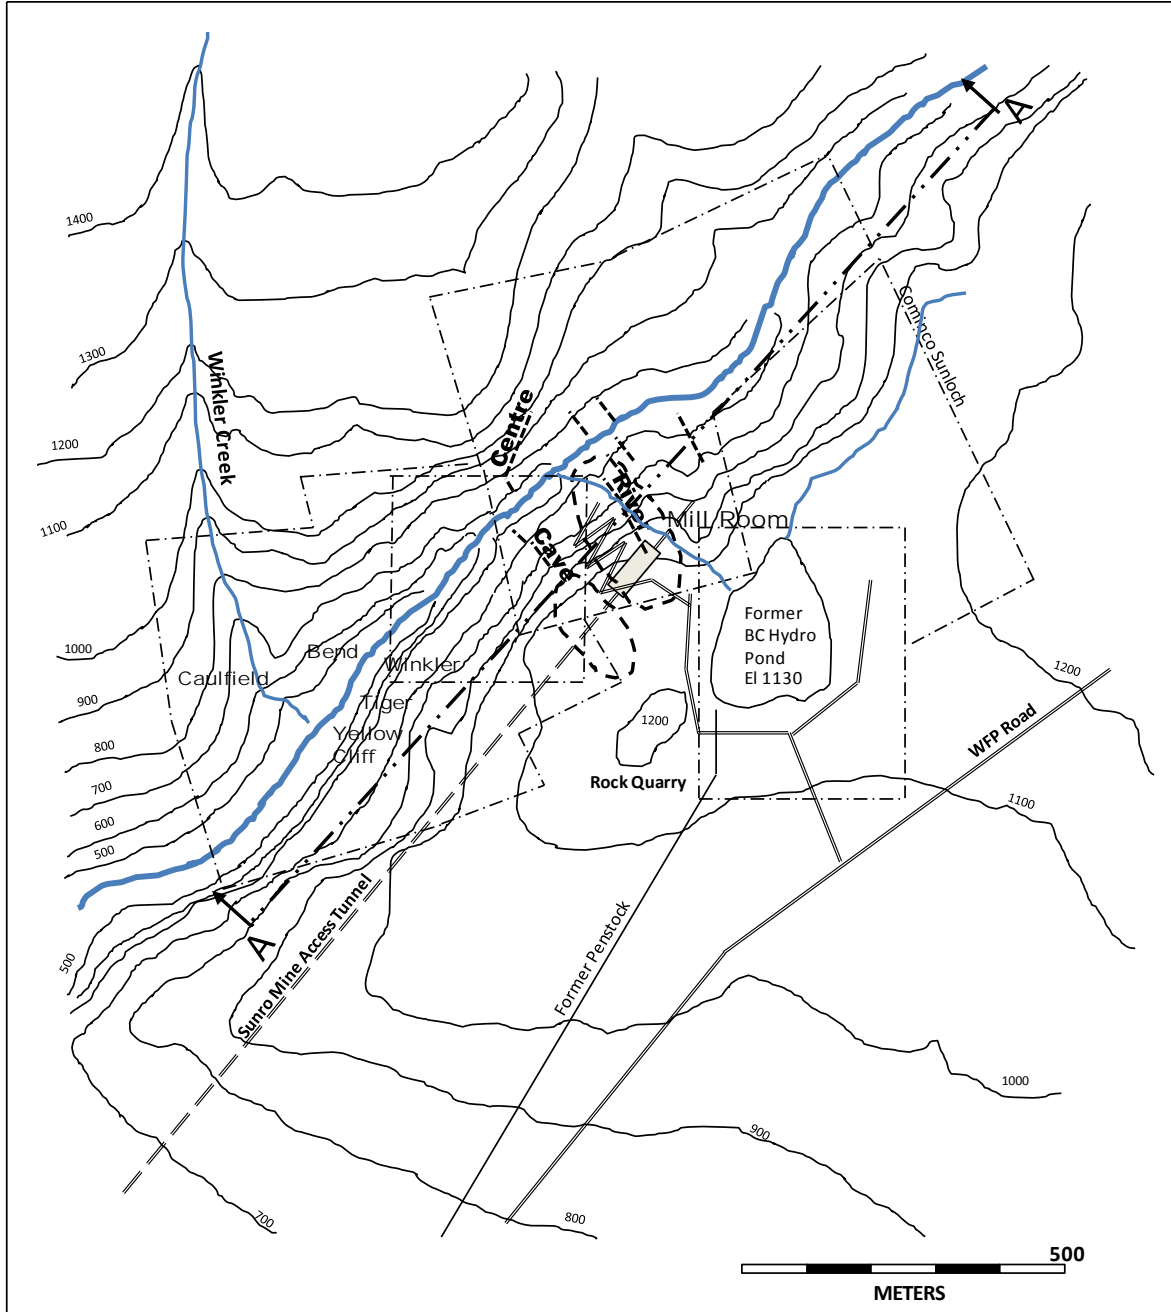 A
1400
Cominco Sunloch
1300
Winkler Creek
1200
Centre
1100
River
Mill Room
Cave
Former
BC Hydro
Pond
El 1130
1000
Bend
Winkler
1200
Caulfield
900
Tiger
1200
Yellow
Cliff
WFP Road
800
Rock Quarry
700
1100
600
500
Sunro Mine Access Tunnel
Former Penstock
A
500
1000
900
700
800
500
METERS